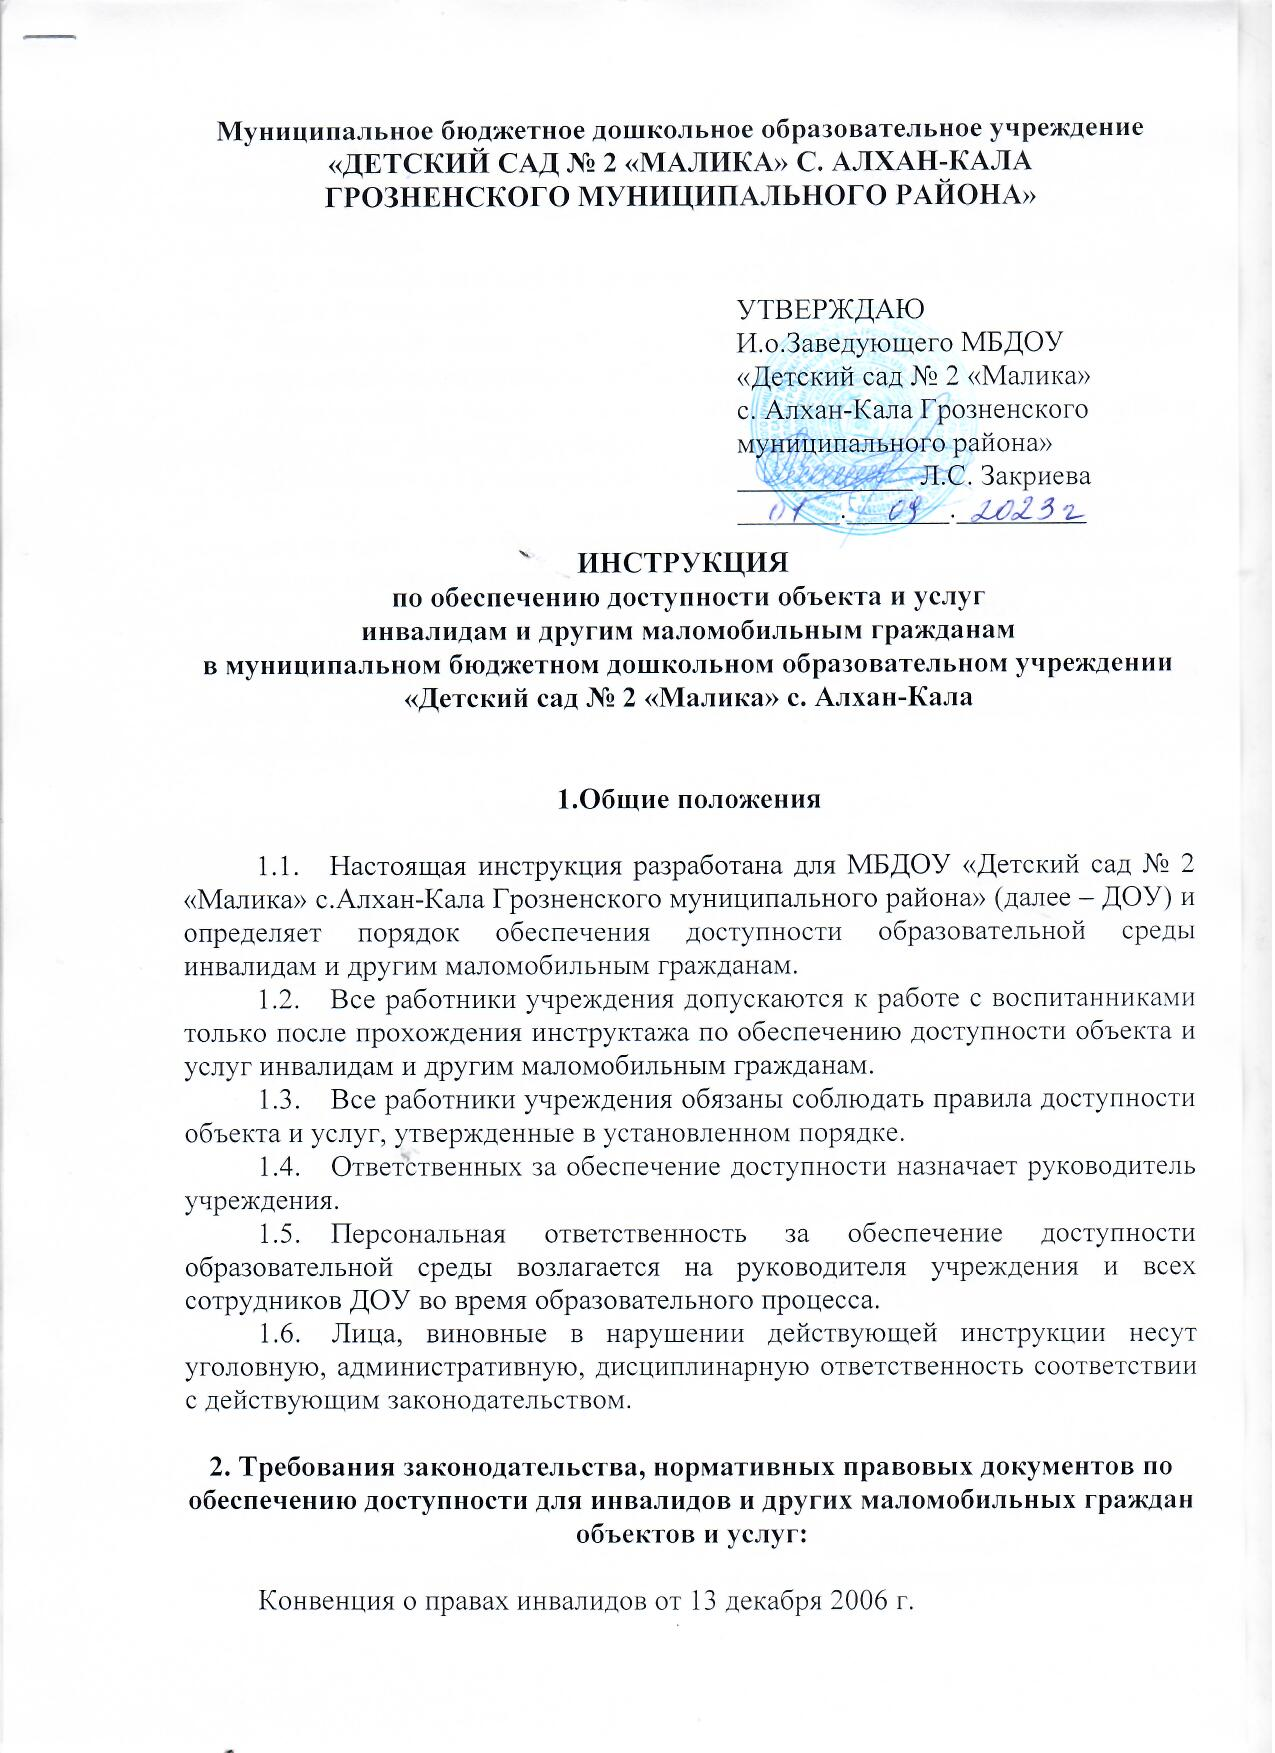 Муниципальное бюджетное дошкольное образовательное учреждение
«ДЕТСКИЙ САД № 2 «МАЛИКА» С. АЛХАН-КАЛА
ГРОЗНЕНСКОГО МУНИЦИПАЛЬНОГО РАЙОНА»
УТВЕРЖДАЮ
И.о.Заведующего МБДОУ
«Детский сад № 2 «Малика»
с. Алхан-Кала Грозненского
муниципального района»
____________ Л.С. Закриева
01.09.2023г
ИНСТРУКЦИЯ
по обеспечению доступности объекта и услуг
инвалидам и другим маломобильным гражданам
в муниципальном бюджетном дошкольном образовательном учреждении
«Детский сад № 2 «Малика» с. Алхан-Кала
1.Общие положения
1.1. Настоящая инструкция разработана для МБДОУ «Детский сад № 2
«Малика» с.Алхан-Кала Грозненского муниципального района» (далее – ДОУ) и
определяет порядок обеспечения доступности образовательной среды
инвалидам и другим маломобильным гражданам.
1.2. Все работники учреждения допускаются к работе с воспитанниками
только после прохождения инструктажа по обеспечению доступности объекта и
услуг инвалидам и другим маломобильным гражданам.
1.3. Все работники учреждения обязаны соблюдать правила доступности
объекта и услуг, утвержденные в установленном порядке.
1.4. Ответственных за обеспечение доступности назначает руководитель
учреждения.
1.5. Персональная ответственность за обеспечение доступности
образовательной среды возлагается на руководителя учреждения и всех
сотрудников ДОУ во время образовательного процесса.
1.6. Лица, виновные в нарушении действующей инструкции несут
уголовную, административную, дисциплинарную ответственность соответствии
с действующим законодательством.
2. Требования законодательства, нормативных правовых документов по
обеспечению доступности для инвалидов и других маломобильных граждан
объектов и услуг:
Конвенция о правах инвалидов от 13 декабря 2006 г.